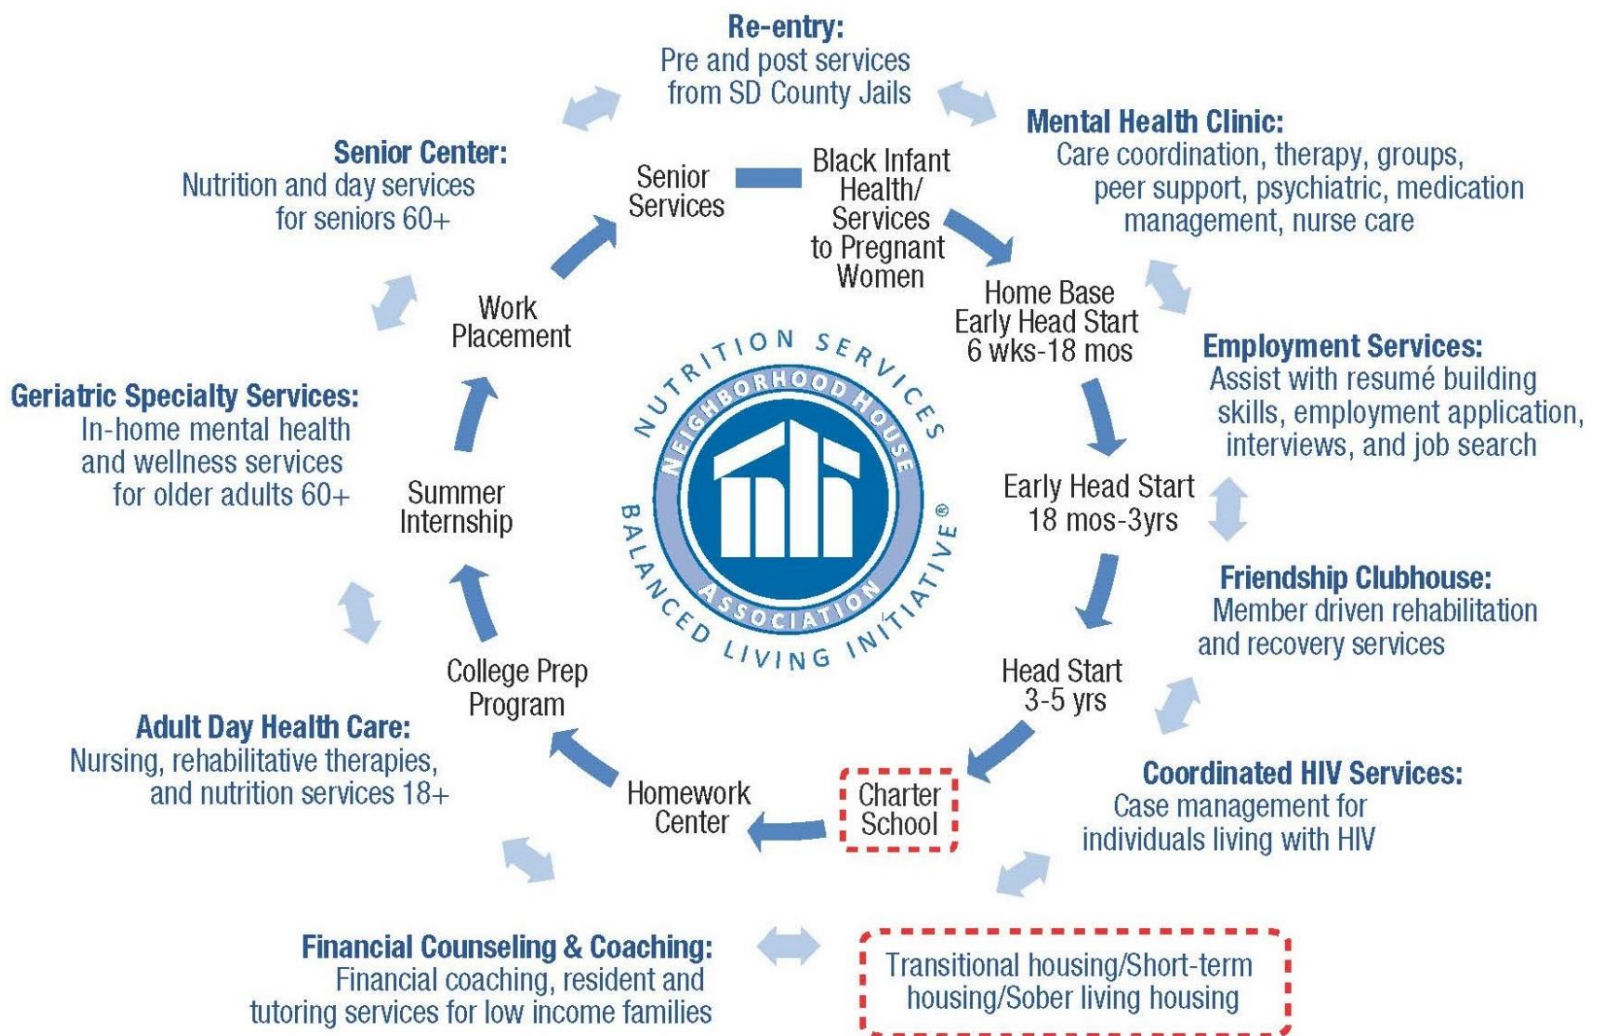 Re-entry:
Pre and post services
from SD County Jails
Mental Health Clinic:
Care coordination, therapy, groups,
peer support, psychiatric, medication
management, nurse care
Employment Services:
Assist with resumé building
skills, employment application,
interviews, and job search
Friendship Clubhouse:
Member driven rehabilitation
and recovery services
Coordinated HIV Services:
Case management for
individuals living with HIV
Transitional housing/Short-term
housing/Sober living housing
Financial Counseling & Coaching:
Financial coaching, resident and
tutoring services for low income families
Adult Day Health Care:
Nursing, rehabilitative therapies,
and nutrition services 18+
Geriatric Specialty Services:
In-home mental health
and wellness services
for older adults 60+
Senior Center:
Nutrition and day services
for seniors 60+
Senior
Services
Black Infant
Health/
Services
to Pregnant
Women
Home Base
Early Head Start
6 wks-18 mos
Early Head Start
18 mos-3yrs
Head Start
3-5 yrs
Charter
School
Homework
Center
College Prep
Program
Summer
Internship
Work
Placement
NUTRITION SERVICES
NEIGHBORHOOD HOUSE
ASSOCIATION
BALANCED LIVING INITIATIVE®